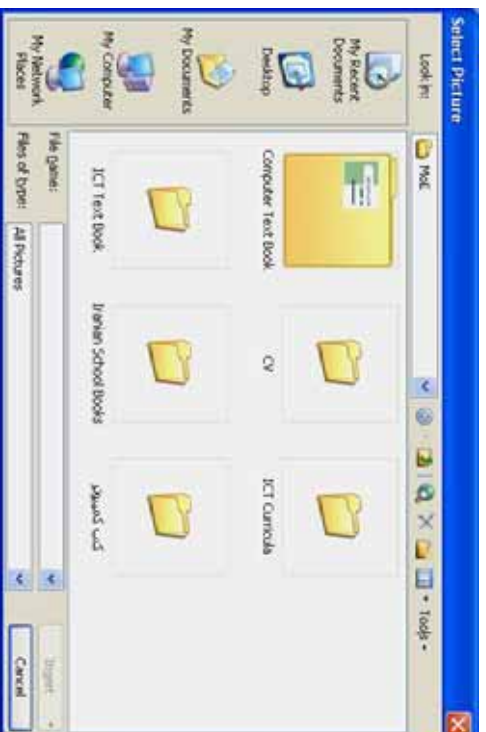 Select Picture
Look in:
MoE
Tools
My Recent
Documents
Desktop
My Documents
My Computer
My Network
Places
Computer Text Book
CV
ICT Curricula
ICT Text Book
Iranian School Books
کتب کمپیوتر
File name:
Files of type:
All Pictures
Insert
Cancel